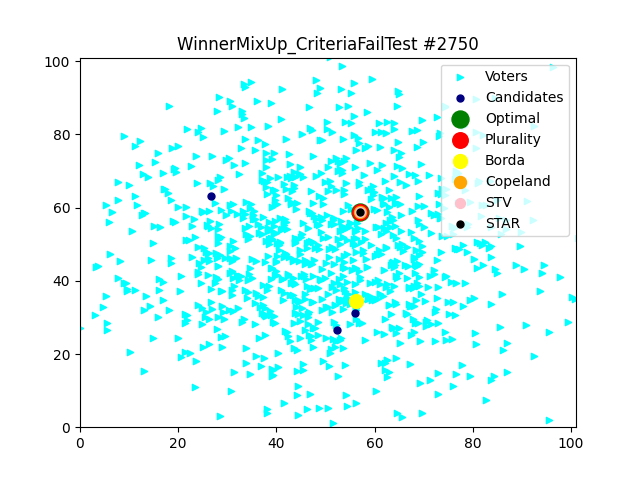 WinnerMixUp_CriteriaFailTest #2750
Voters
Candidates
Optimal
Plurality
Borda
Copeland
STV
STAR
100
80
60
40
20
0
0 20 40 60 80 100